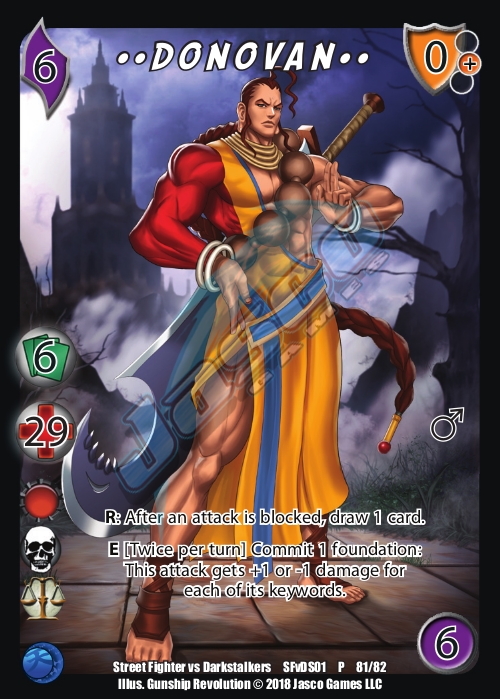 6
••DONOVAN••
0
+
6
29
R: After an attack is blocked, draw 1 card.
E [Twice per turn] Commit 1 foundation:
This attack gets +1 or -1 damage for
each of its keywords.
6
Street Fighter vs Darkstalkers SFvDS01 P 81/82
Illus. Gunship Revolution © 2018 Jasco Games LLC
JASCO
GAMES